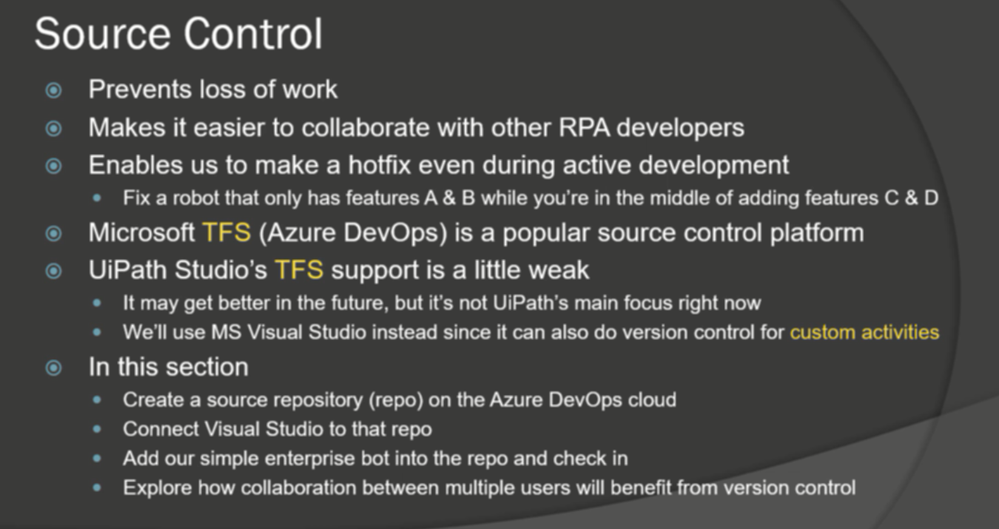 Source Control
Prevents loss of work
Makes it easier to collaborate with other RPA developers
Enables us to make a hotfix even during active development
Fix a robot that only has features A & B while you’re in the middle of adding features C & D
Microsoft TFS (Azure DevOps) is a popular source control platform
UiPath Studio’s TFS support is a little weak
It may get better in the future, but it’s not UiPath’s main focus right now
We’ll use MS Visual Studio instead since it can also do version control for custom activities
In this section
Create a source repository (repo) on the Azure DevOps cloud
Connect Visual Studio to that repo
Add our simple enterprise bot into the repo and check in
Explore how collaboration between multiple users will benefit from version control